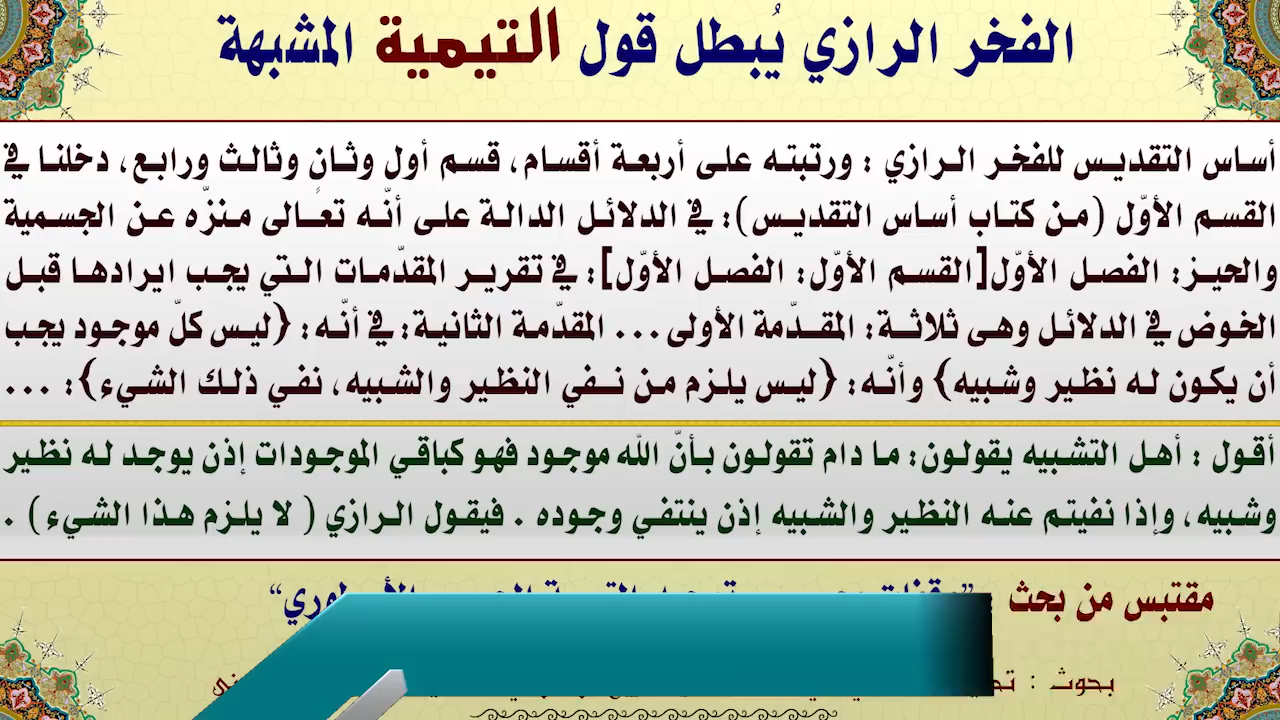 الفخر الرازي يُبطل قول التيمية المشبهة
أساس التقديس للفخر الرازي : ورتبته على أربعة أقسام، قسم أول وثانٍ وثالث ورابع، دخلنا في
القسم الأوّل (من كتاب أساس التقديس): في الدلائل الدالة على أنّه تعالى منزّه عن الجسمية
والحيز: الفصل الأوّل[القسم الأوّل: الفصل الأوّل]: في تقرير المقدّمات التي يجب ايرادها قبل
الخوض في الدلائل وهى ثلاثة: المقدّمة الأولى... المقدّمة الثانية: في أنّه: {ليس كلّ موجود يجب
أن يكون له نظير وشبيه} وأنّه: {ليس يلزم من نفي النظير والشبيه، نفي ذلك الشيء}: ...
أقول : أهل التشبيه يقولون: ما دام تقولون بأنّ الله موجود فهو كباقي الموجودات إذن يوجد له نظير
وشبيه، وإذا نفيتم عنه النظير والشبيه إذن ينتفي وجوده . فيقول الرازي ( لا يلزم هذا الشيء) .
مقتبس من بحث :
بحوث :